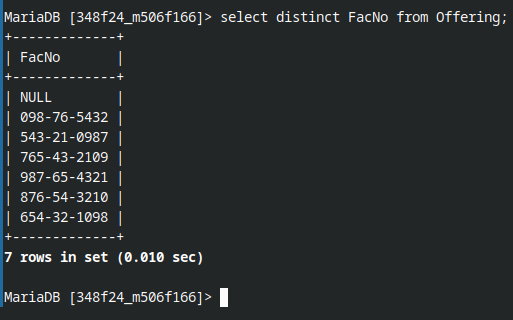 MariaDB [348f24_m506f166]> select distinct FacNo from Offering;
+-------------+
| FacNo       |
+-------------+
| NULL        |
| 098-76-5432 |
| 543-21-0987 |
| 765-43-2109 |
| 987-65-4321 |
| 876-54-3210 |
| 654-32-1098 |
+-------------+
7 rows in set (0.010 sec)
MariaDB [348f24_m506f166]>